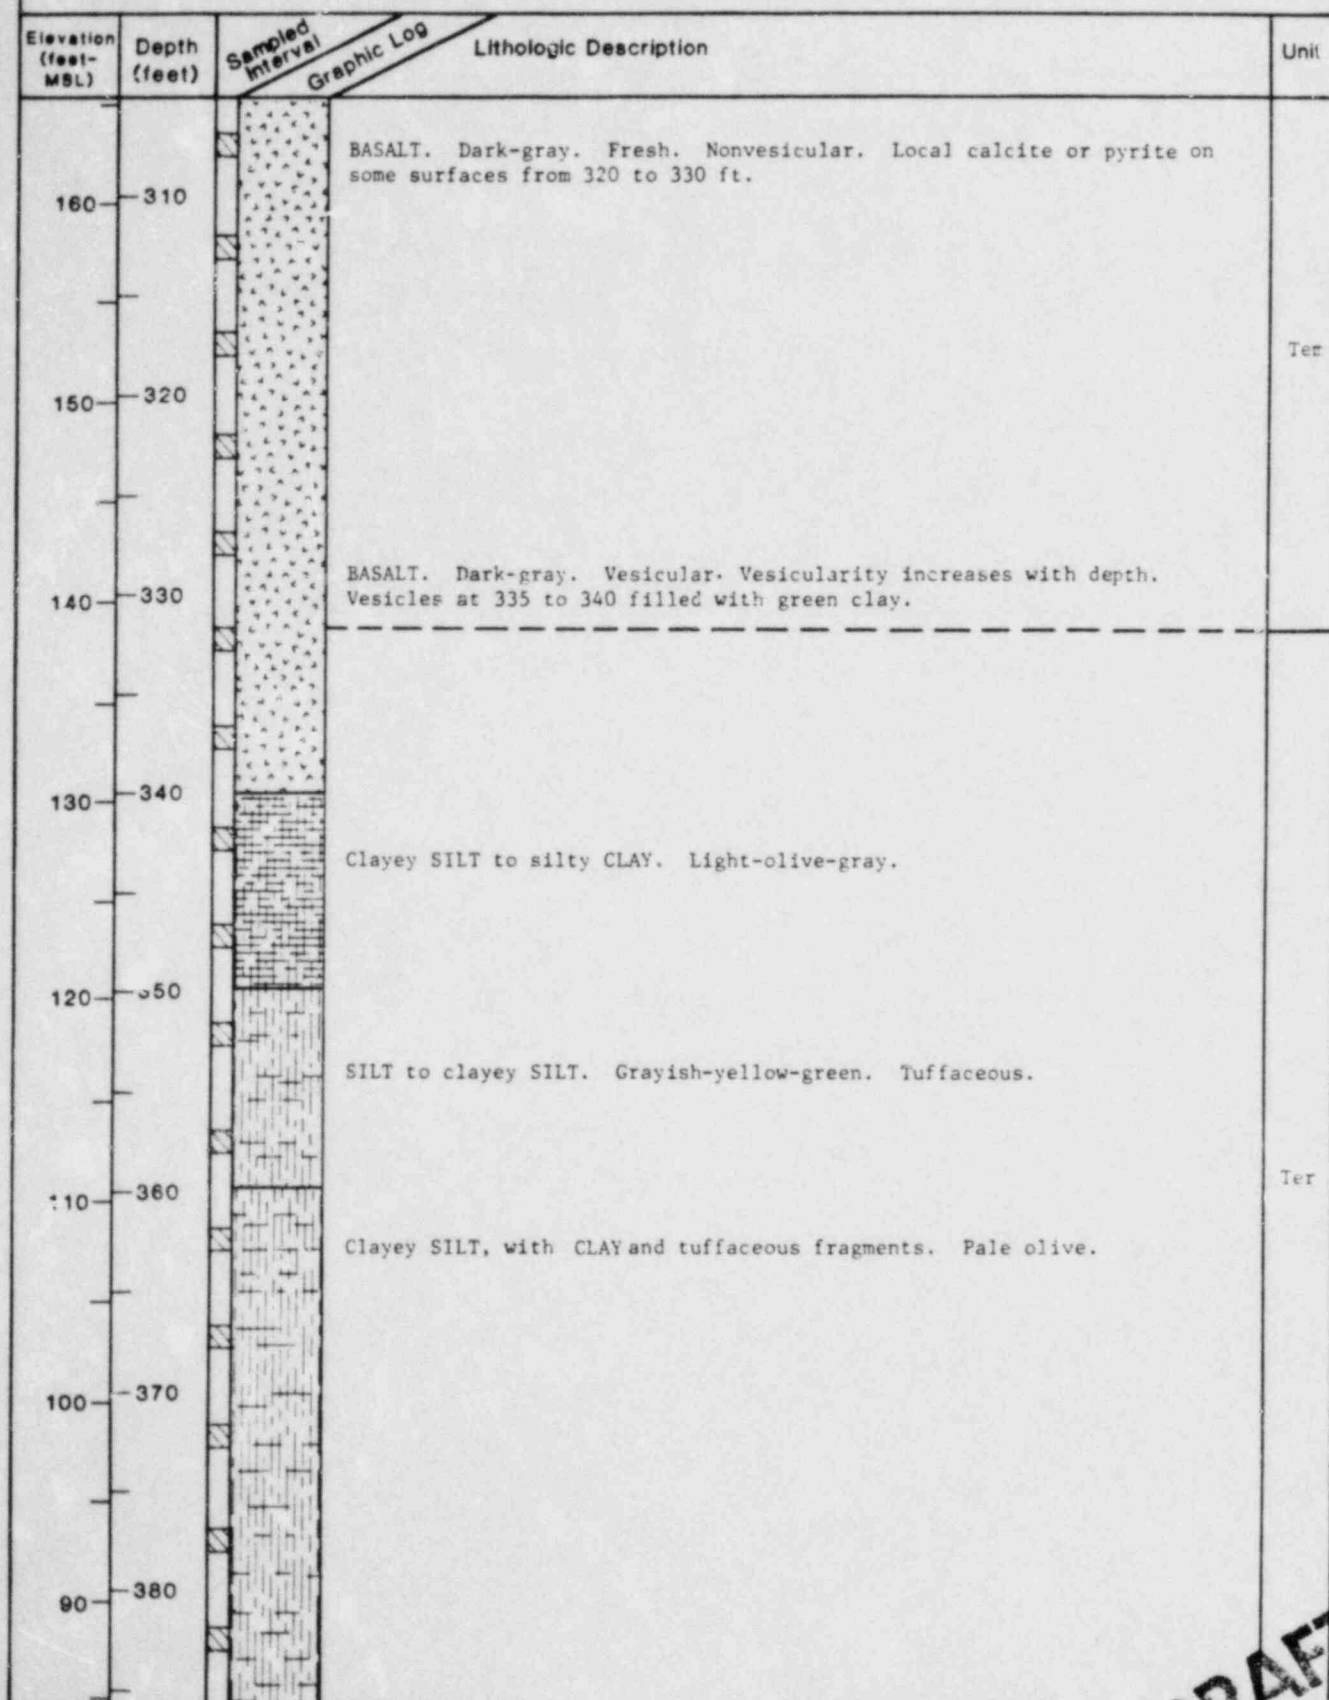 Elevation
(feet-
MSL)
Depth
(feet)
Sampled
Interval
Graphic Log
Lithologic Description
Unit
BASALT. Dark-gray. Fresh. Nonvesicular. Local calcite or pyrite on
some surfaces from 320 to 330 ft.
160 310
150 320
BASALT. Dark-gray. Vesicular. Vesicularity increases with depth.
Vesicles at 335 to 340 filled with green clay.
140 330
130 340
Clayey SILT to silty CLAY. Light-olive-gray.
120 350
SILT to clayey SILT. Grayish-yellow-green. Tuffaceous.
Ter
110 360
Clayey SILT, with CLAY and tuffaceous fragments. Pale olive.
100 370
90 380